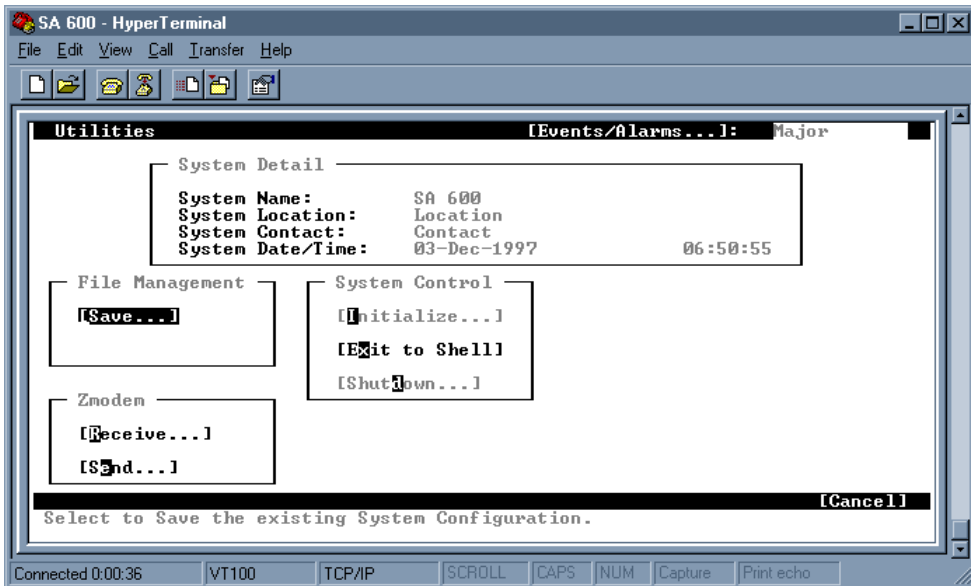 SA 600 - HyperTerminal
File Edit View Call Transfer Help
Utilities [Events/Alarms...]: Major
System Detail
System Name: SA 600
System Location: Location
System Contact: Contact
System Date/Time: 03-Dec-1997 06:50:55
File Management
[Save...]
System Control
[Initialize...]
[Exit to Shell]
[Shutdown...]
Zmodem
[Receive...]
[Send...]
[Cancel]
Select to Save the existing System Configuration.
Connected 0:00:36 VT100 TCP/IP SCROLL CAPS NUM Capture Print echo